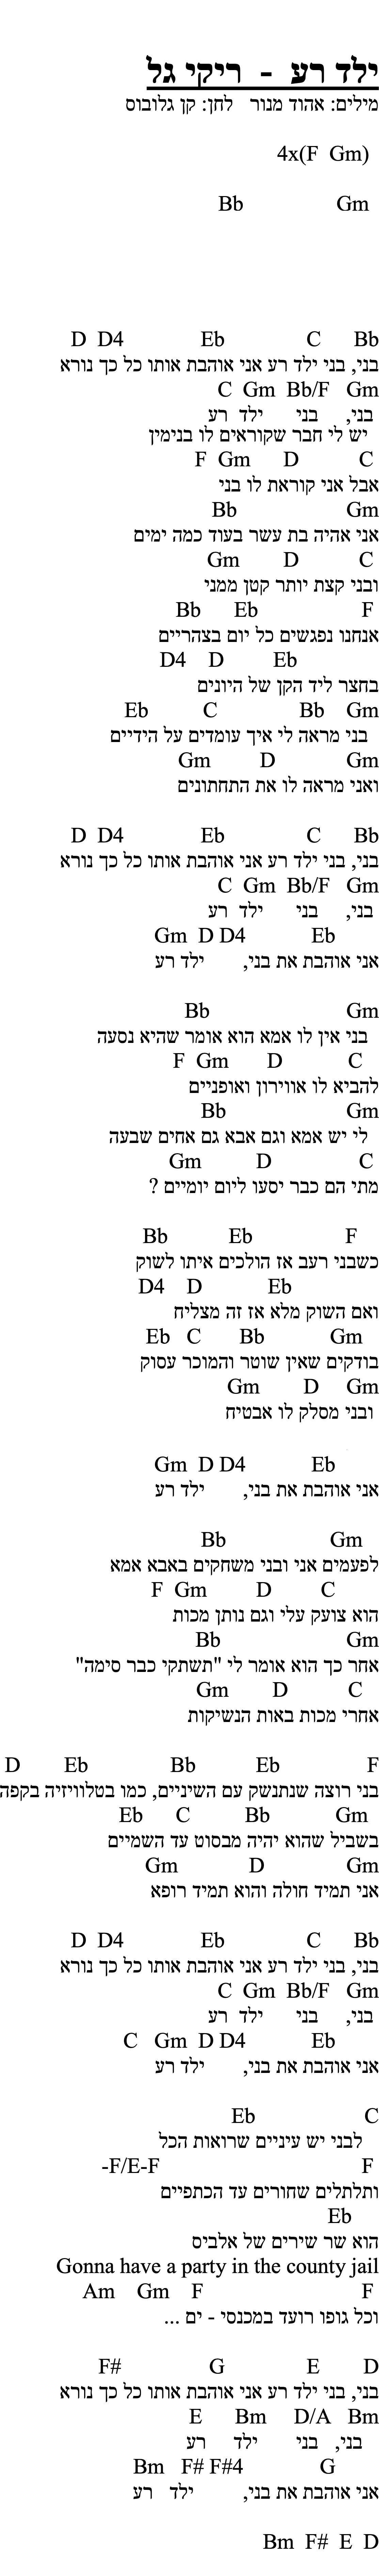 ילד רע - ריקי גל
מילים: אהוד מנור לחן: קן גלובוס
4x(F Gm)
Bb Gm
D D4 Eb C Bb
בני, בני ילד רע אני אוהבת אותו כל כך נורא
C Gm Bb/F Gm
בני, בני ילד רע
יש לי חבר שקוראים לו בנימין
F Gm D C
אבל אני קוראת לו בני
Bb Gm
אני אהיה בת עשר בעוד כמה ימים
Gm D C
ובני קצת יותר קטן ממני
Bb Eb F
אנחנו נפגשים כל יום בצהריים
D4 D Eb
בחצר ליד הקן של היונים
Eb C Bb Gm
בני מראה לי איך עומדים על הידיים
Gm D Gm
ואני מראה לו את התחתונים
D D4 Eb C Bb
בני, בני ילד רע אני אוהבת אותו כל כך נורא
C Gm Bb/F Gm
בני, בני ילד רע
Gm D D4 Eb
אני אוהבת את בני, ילד רע
Bb Gm
בני אין לו אמא הוא אומר שהיא נסעה
F Gm D C
להביא לו אווירון ואופניים
Bb Gm
לי יש אמא וגם אבא גם אחים שבעה
Gm D C
מתי הם כבר יסעו ליום יומיים ?
Bb Eb F
כשבני רעב אז הולכים איתו לשוק
D4 D Eb
ואם השוק מלא אז זה מצליח
Eb C Bb Gm
בודקים שאין שוטר והמוכר עסוק
Gm D Gm
ובני מסלק לו אבטיח
Gm D D4 Eb
אני אוהבת את בני, ילד רע
Bb Gm
לפעמים אני ובני משחקים באבא אמא
F Gm D C
הוא צועק עלי וגם נותן מכות
Bb Gm
אחר כך הוא אומר לי "תשתקי כבר סימה"
Gm D C
אחרי מכות באות הנשיקות
D Eb Bb Eb F
בני רוצה שנתנשק עם השיניים, כמו בטלוויזיה בקפה
Eb C Bb Gm
בשביל שהוא יהיה מבסוט עד השמיים
Gm D Gm
אני תמיד חולה והוא תמיד רופא
D D4 Eb C Bb
בני, בני ילד רע אני אוהבת אותו כל כך נורא
C Gm Bb/F Gm
בני, בני ילד רע
C Gm D D4 Eb
אני אוהבת את בני, ילד רע
Eb C
לבני יש עיניים שרואות הכל
-F/E-F F
ותלתלים שחורים עד הכתפיים
Eb
הוא שר שירים של אלביס
Gonna have a party in the county jail
Am Gm F F
וכל גופו רועד במכנסי - ים ...
F# G E D
בני, בני ילד רע אני אוהבת אותו כל כך נורא
E Bm D/A Bm
בני, בני ילד רע
Bm F# F#4 G
אני אוהבת את בני, ילד רע
Bm F# E D